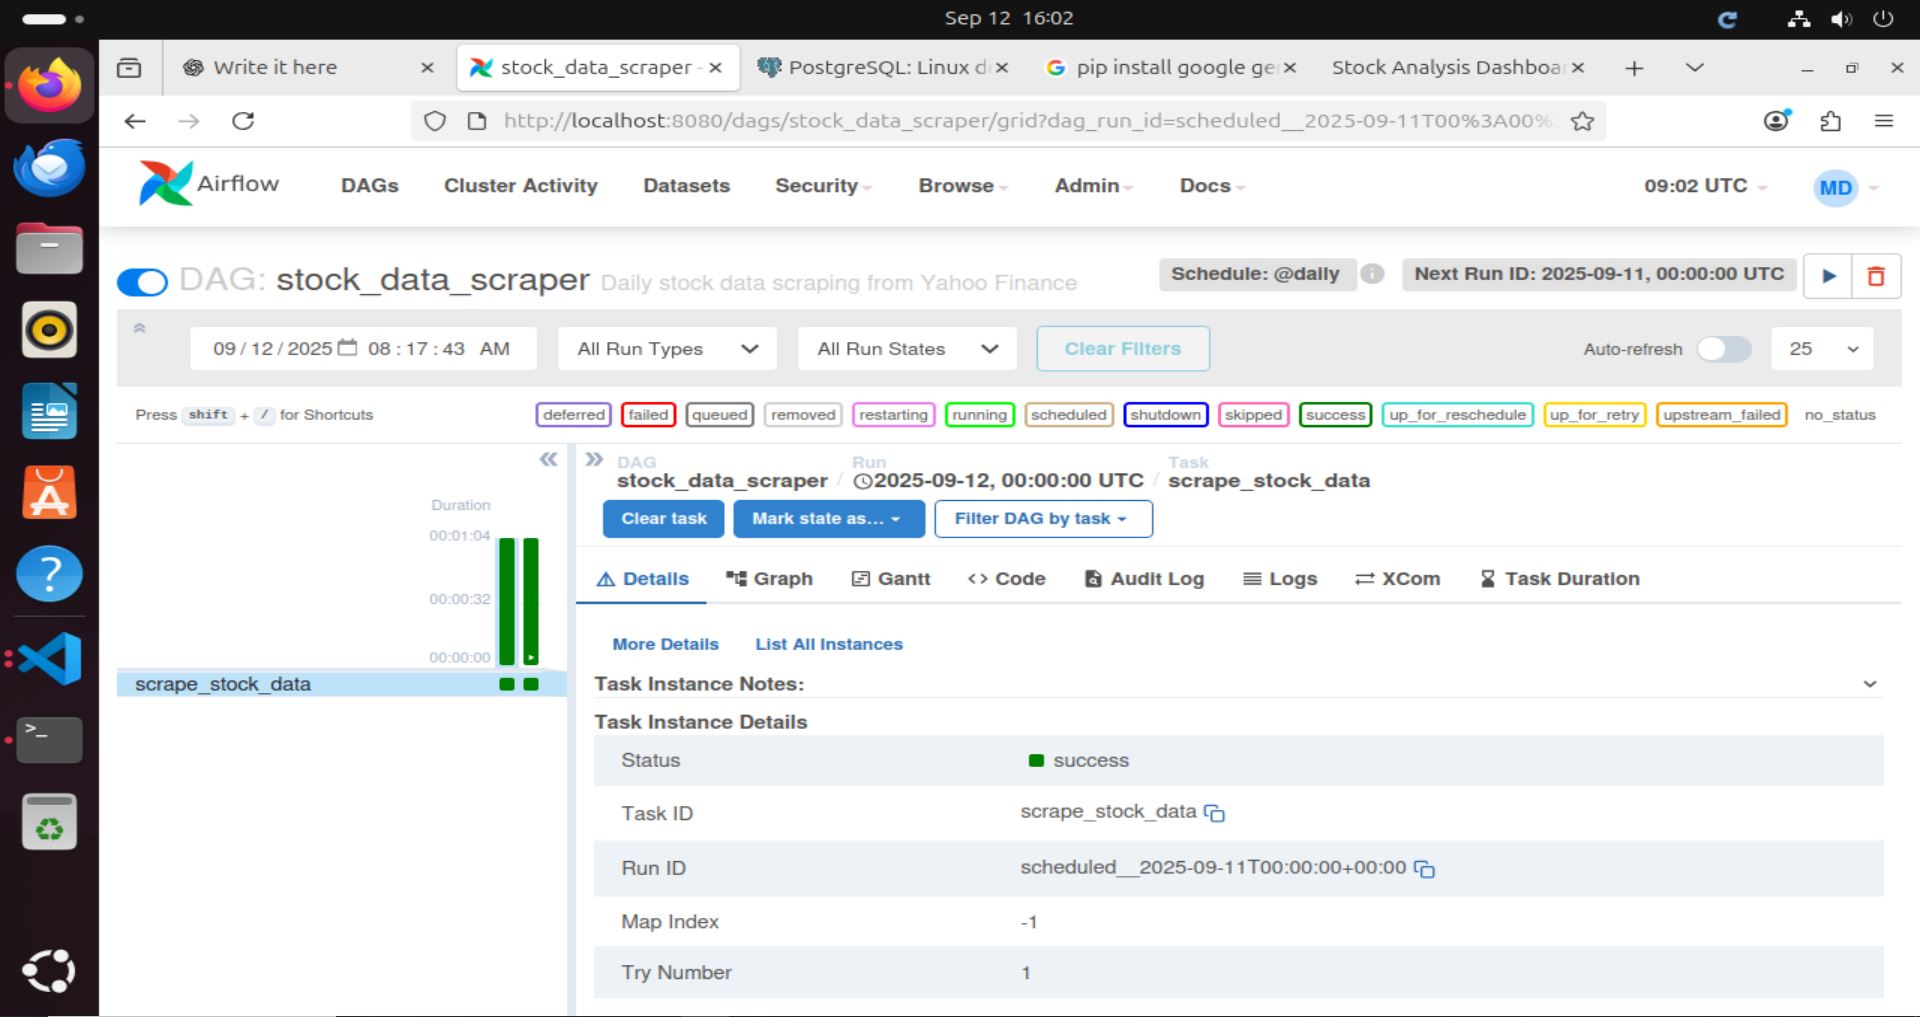 Sep 12 16:02
Write it here
stock_data_scraper -
PostgreSQL: Linux d
pip install google ge
Stock Analysis Dashboar
http://localhost:8080/dags/stock_data_scraper/grid?dag_run_id=scheduled__2025-09-11T00%3A00%
Airflow
DAGs
Cluster Activity
Datasets
Security
Browse
Admin
Docs
09:02 UTC
MD
DAG: stock_data_scraper Daily stock data scraping from Yahoo Finance
Schedule: @daily
i
Next Run ID: 2025-09-11, 00:00:00 UTC
09/12/2025 08:17:43 AM
All Run Types
All Run States
Clear Filters
Auto-refresh
25
Press shift + / for Shortcuts
deferred
failed
queued
removed
restarting
running
scheduled
shutdown
skipped
success
up_for_reschedule
up_for_retry
upstream_failed
no_status
Duration
00:01:04
00:00:32
00:00:00
scrape_stock_data
DAG
stock_data_scraper
/
Run
2025-09-12, 00:00:00 UTC
/
Task
scrape_stock_data
Clear task
Mark state as...
Filter DAG by task
Details
Graph
Gantt
Code
Audit Log
Logs
XCom
Task Duration
More Details
List All Instances
Task Instance Notes:
Task Instance Details
Status
success
Task ID
scrape_stock_data
Run ID
scheduled__2025-09-11T00:00:00+00:00
Map Index
-1
Try Number
1